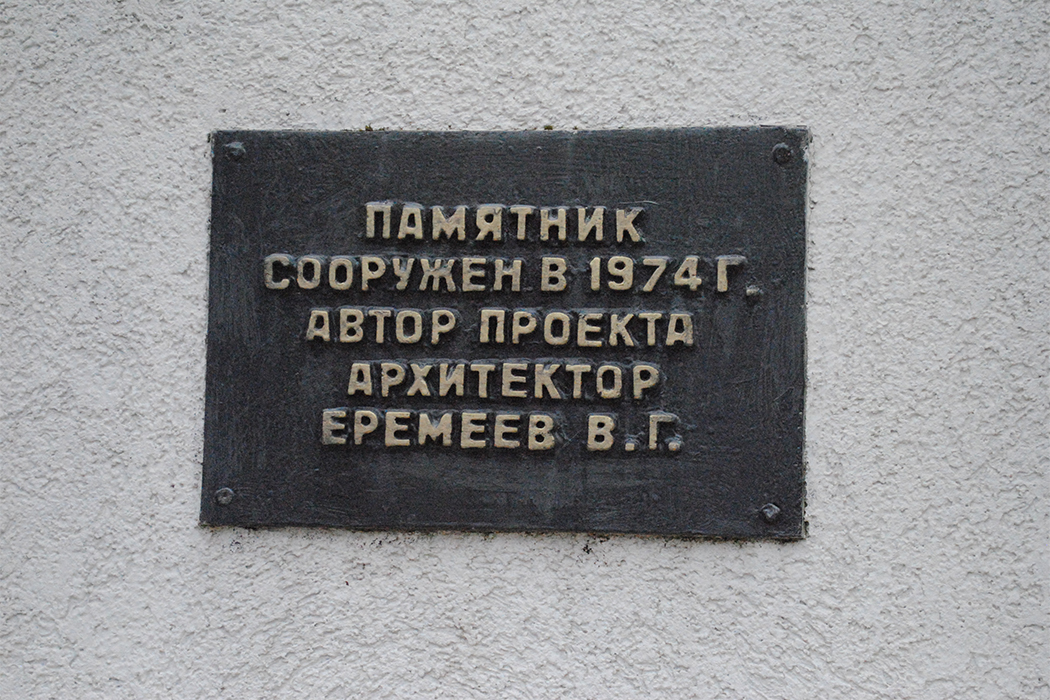 ПАМЯТНИК
СООРУЖЕН В 1974 Г.
АВТОР ПРОЕКТА
АРХИТЕКТОР
ЕРЕМЕЕВ В.Г.